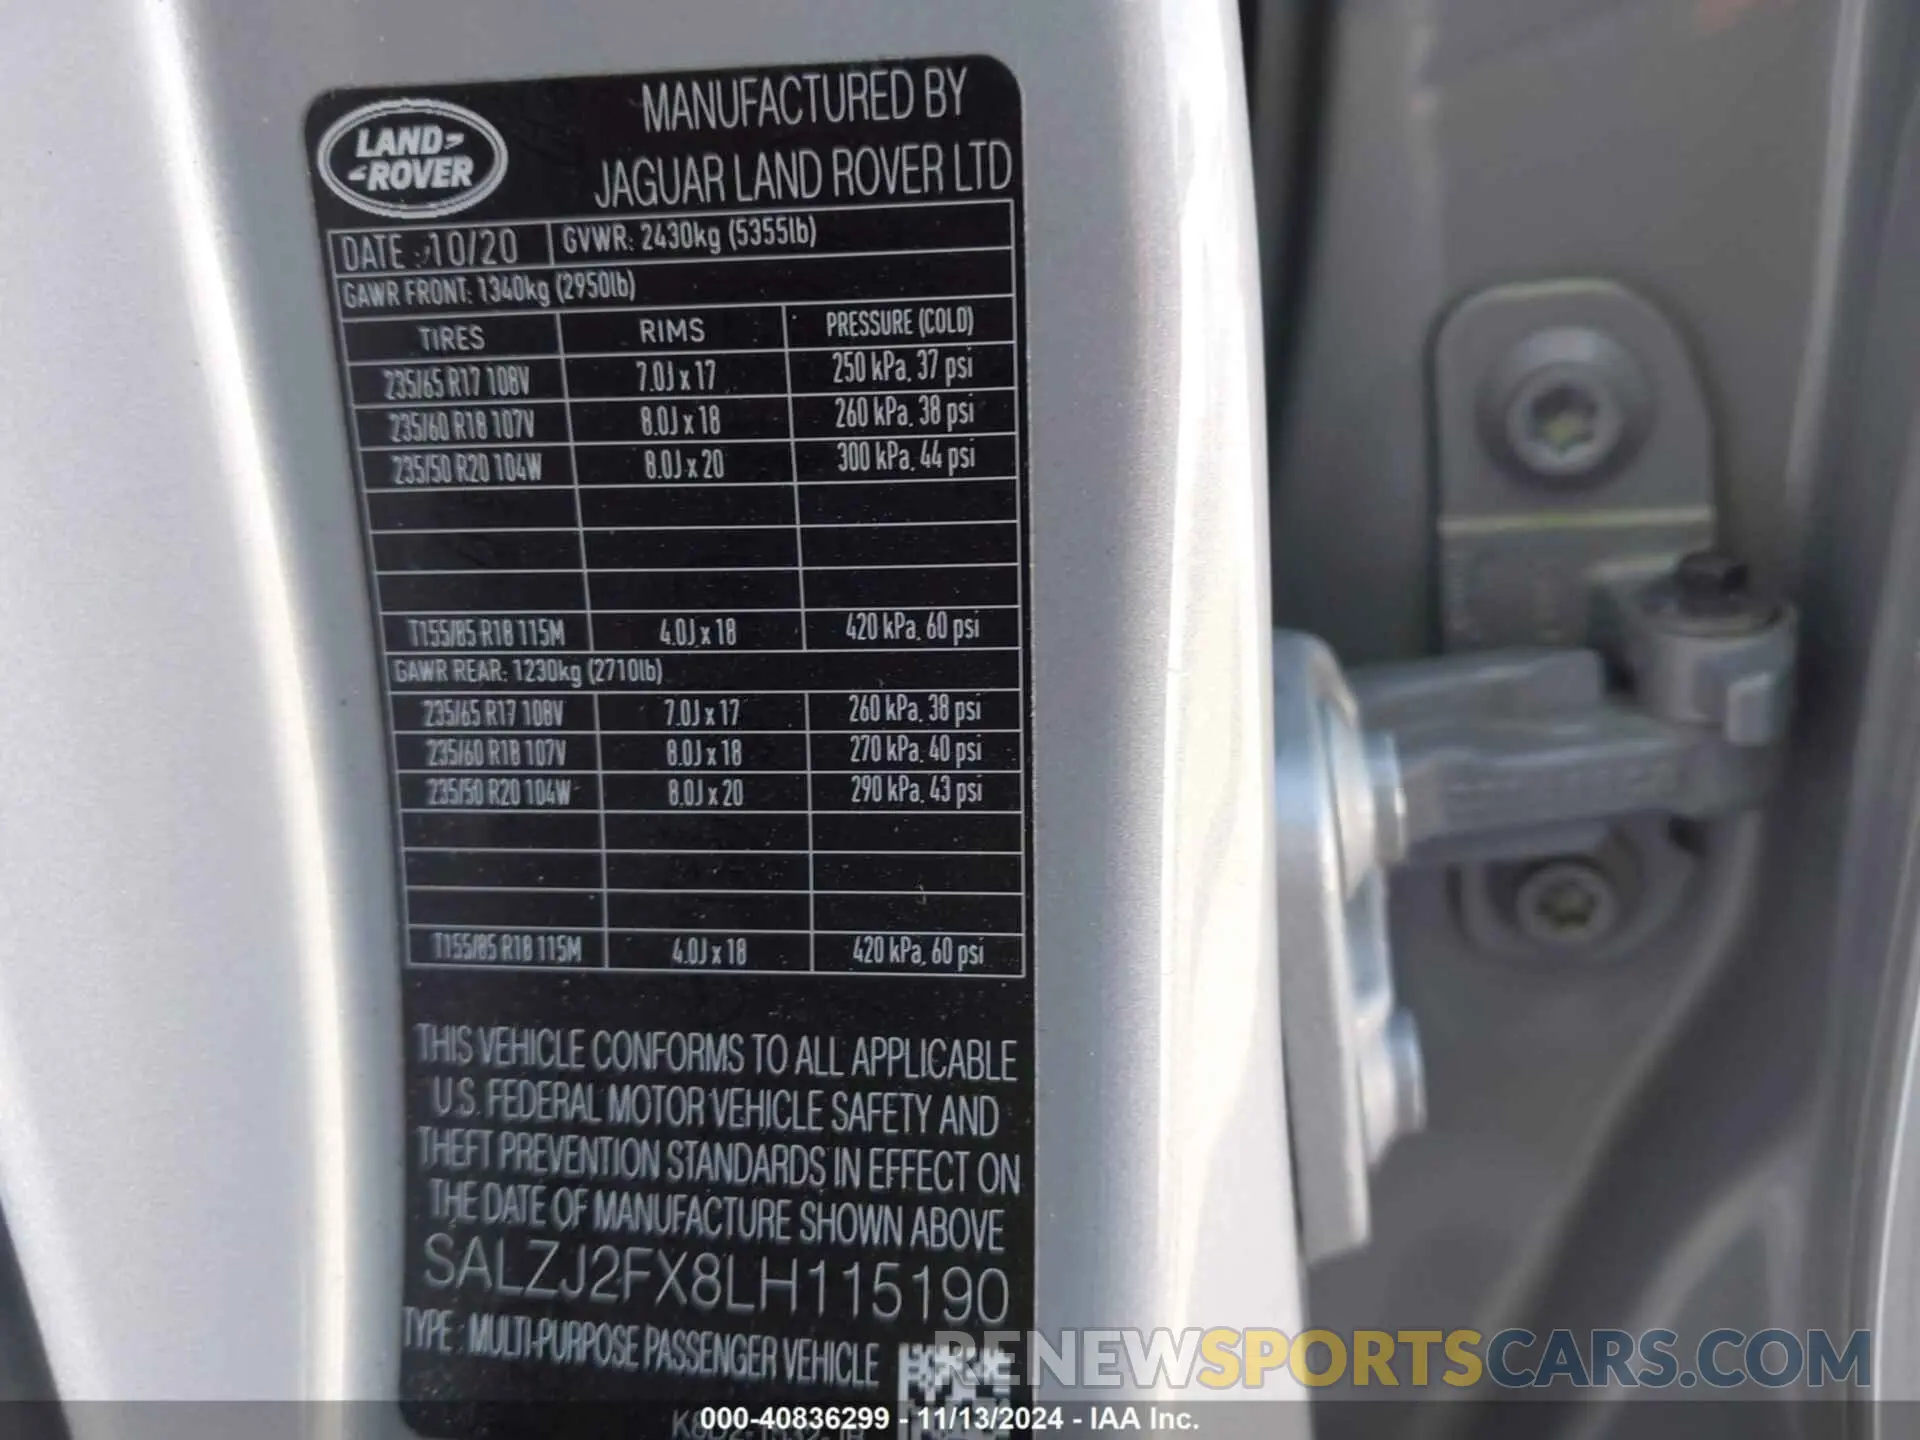 LAND ROVER
MANUFACTURED BY
JAGUAR LAND ROVER LTD
DATE : 10/20 GVWR: 2430kg (5355lb)
GAWR FRONT: 1340kg (2950lb)
TIRES RIMS PRESSURE (COLD)
235/65 R17 108V 7.0J x 17 250 kPa, 37 psi
235/60 R18 107V 8.0J x 18 260 kPa, 38 psi
235/50 R20 104W 8.0J x 20 300 kPa, 44 psi
T155/85 R18 115M 4.0J x 18 420 kPa, 60 psi
GAWR REAR: 1230kg (2710lb)
235/65 R17 108V 7.0J x 17 260 kPa, 38 psi
235/60 R18 107V 8.0J x 18 270 kPa, 40 psi
235/50 R20 104W 8.0J x 20 290 kPa, 43 psi
T155/85 R18 115M 4.0J x 18 420 kPa, 60 psi
THIS VEHICLE CONFORMS TO ALL APPLICABLE
U.S. FEDERAL MOTOR VEHICLE SAFETY AND
THEFT PREVENTION STANDARDS IN EFFECT ON
THE DATE OF MANUFACTURE SHOWN ABOVE
SALZJ2FX8LH115190
TYPE : MULTI-PURPOSE PASSENGER VEHICLE
RENEWSPORTSCARS.COM
000-40836299 - 11/13/2024 - IAA Inc.